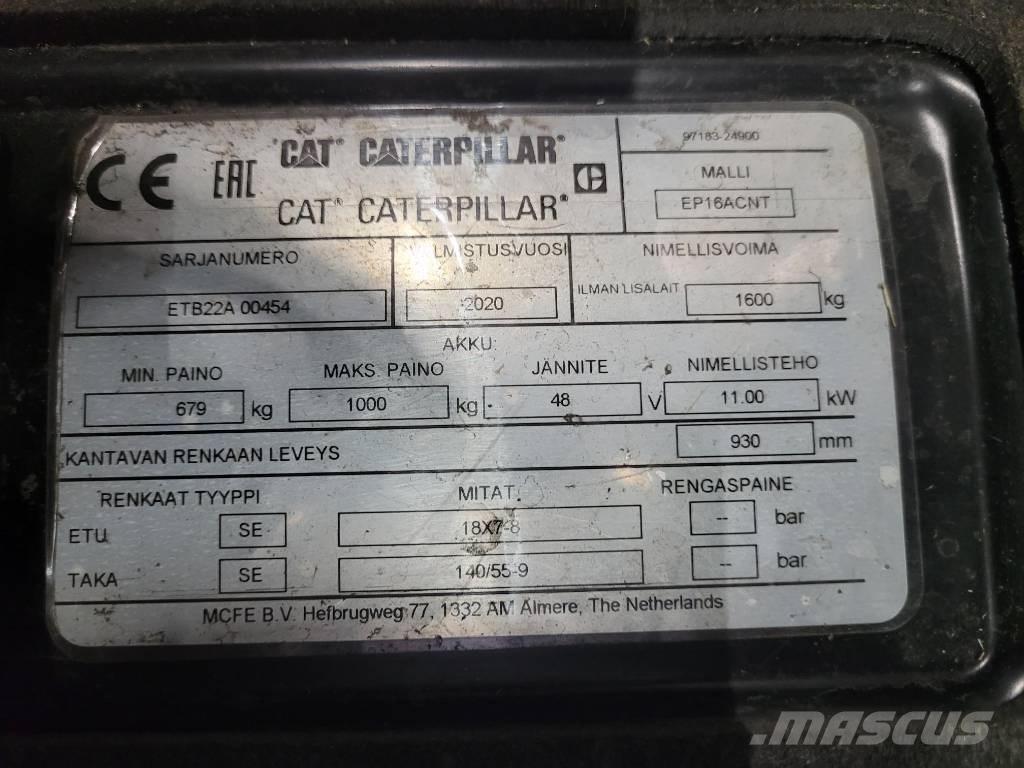 CE EAC CAT® CATERPILLAR®
CAT® CATERPILLAR®
97183-24900
MALLI
EP16ACNT
SARJANUMERO
ETB22A 00454
2020
NIMELLISVOIMA
ILMAN LISALAIT 1600 kg
AKKU:
MIN. PAINO MAKS. PAINO JÄNNITE NIMELLISTEHO
679 kg 1000 kg 48 V 11.00 kW
KANTAVAN RENKAAN LEVEYS 930 mm
RENKAAT TYYPPI MITAT RENGASPAINE
ETU SE 18X7-8 -- bar
TAKA SE 140/55-9 -- bar
MCFE B.V. Hefbrugweg 77, 1332 AM Almere, The Netherlands
MASCUS